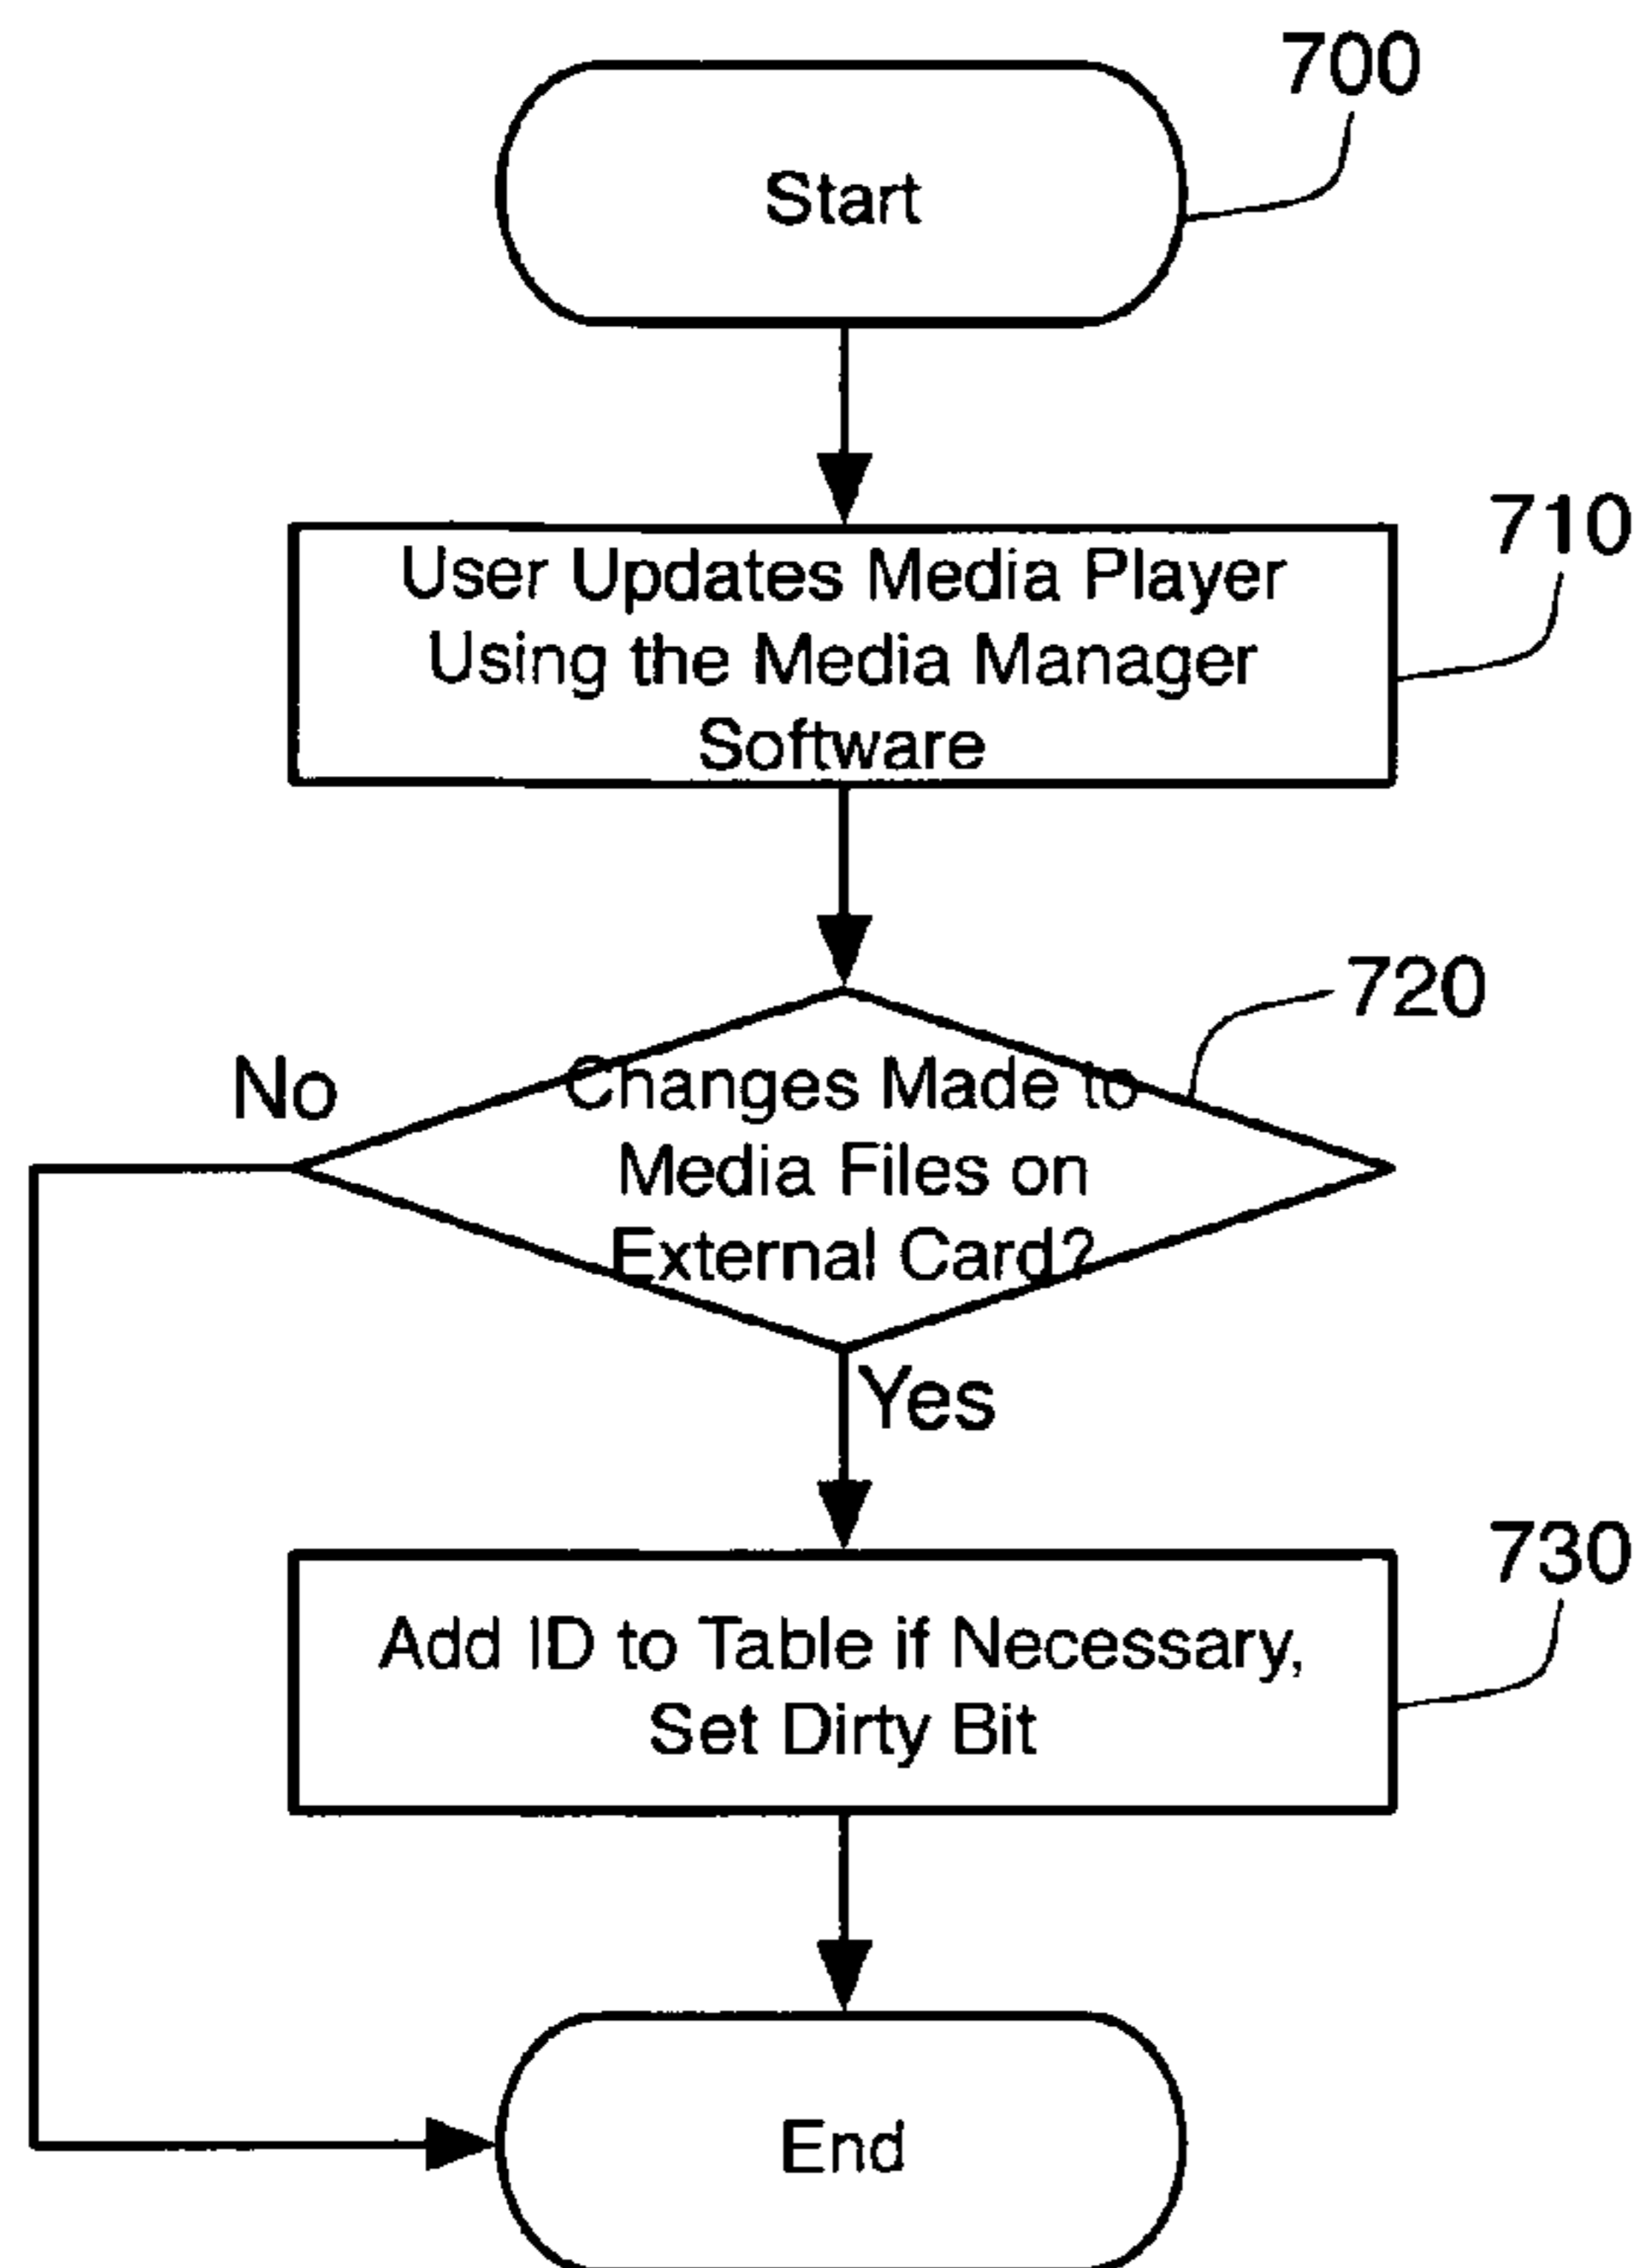 700
Start
710
User Updates Media Player
Using the Media Manager
Software
720
No
Changes Made to
Media Files on
External Card?
Yes
730
Add ID to Table if Necessary,
Set Dirty Bit
End